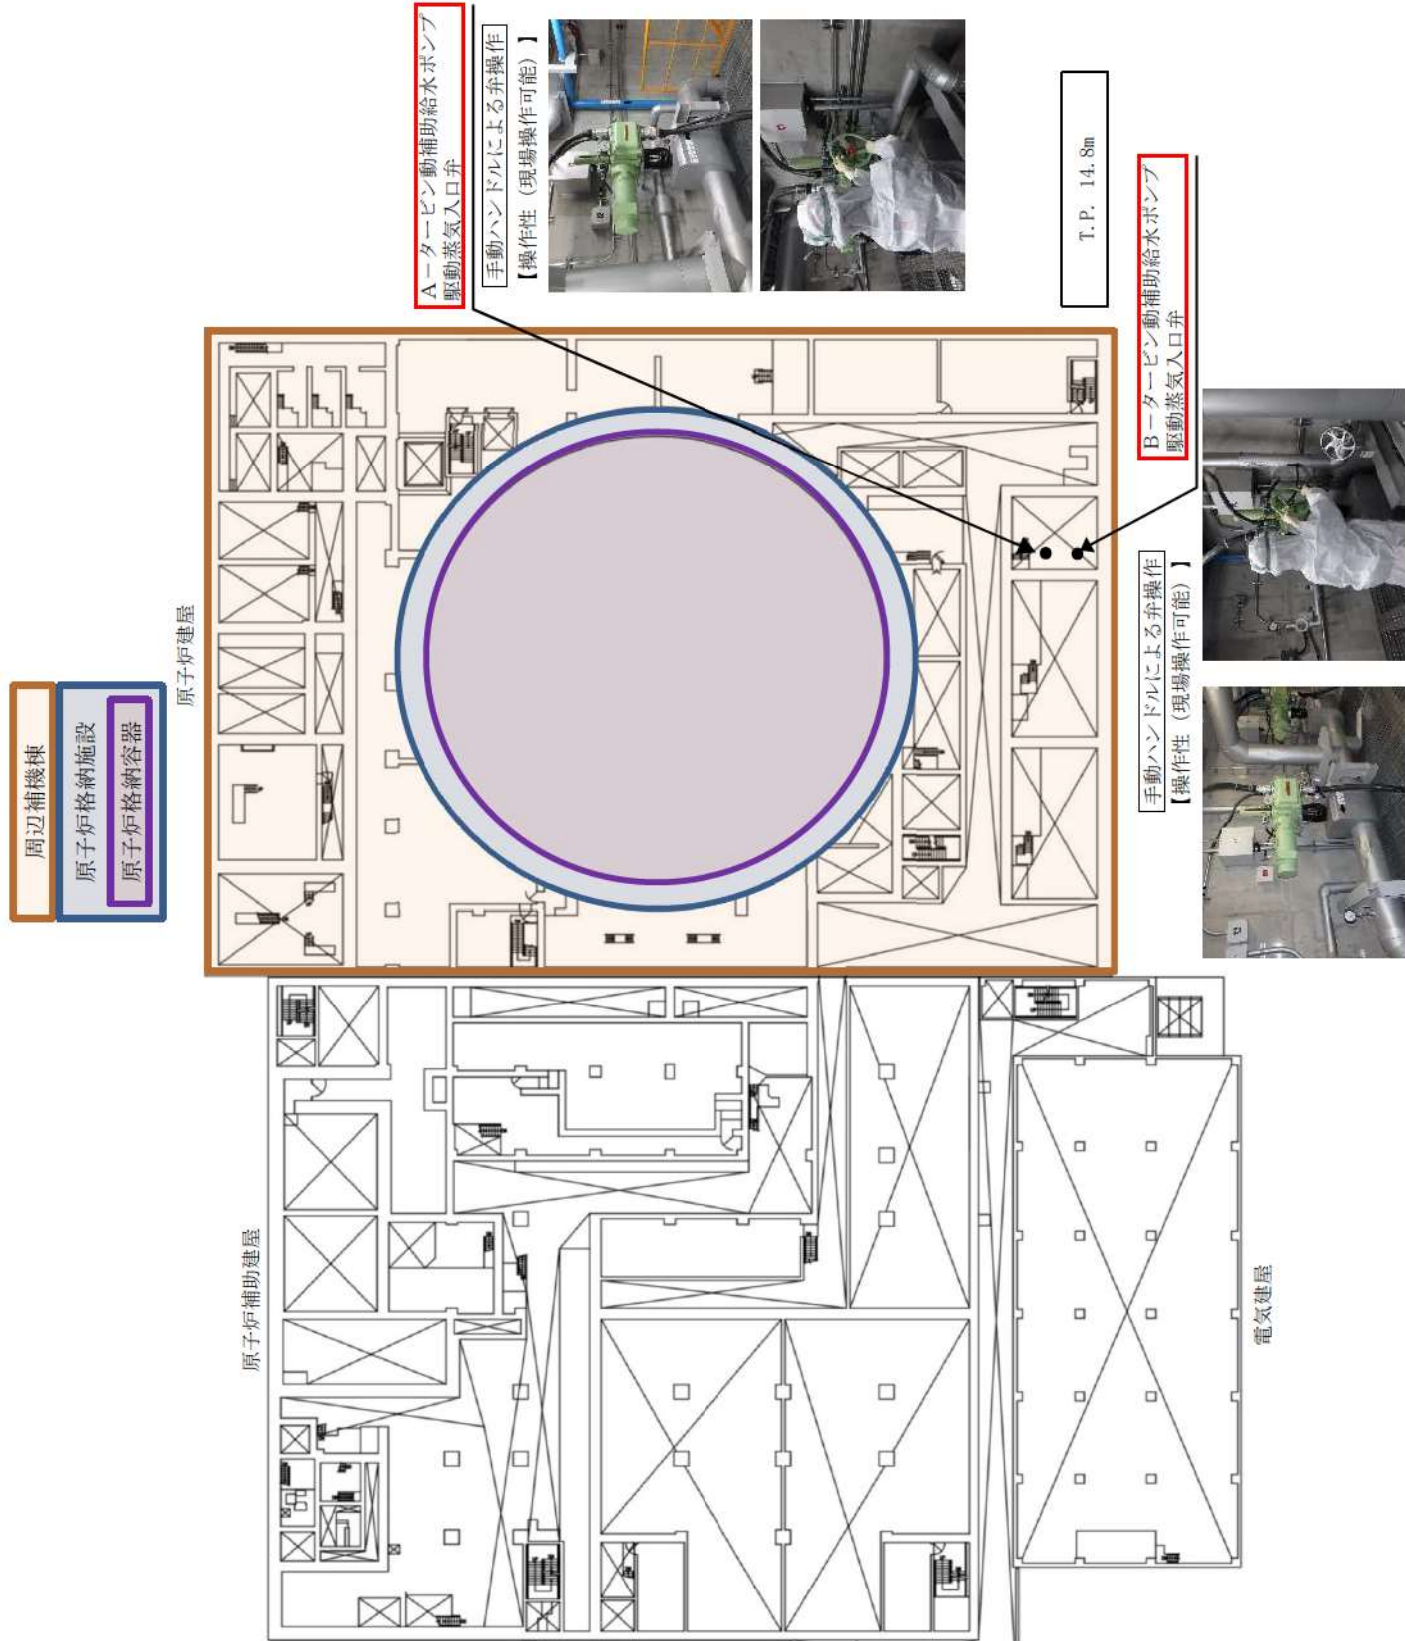 周辺補機棟
原子炉格納施設
原子炉格納容器
原子炉建屋
原子炉補助建屋
電気建屋
A－タービン動補助給水ポンプ
駆動蒸気入口弁
手動ハンドルによる弁操作
【操作性（現場操作可能）】
T.P. 14.8m
B－タービン動補助給水ポンプ
駆動蒸気入口弁
手動ハンドルによる弁操作
【操作性（現場操作可能）】